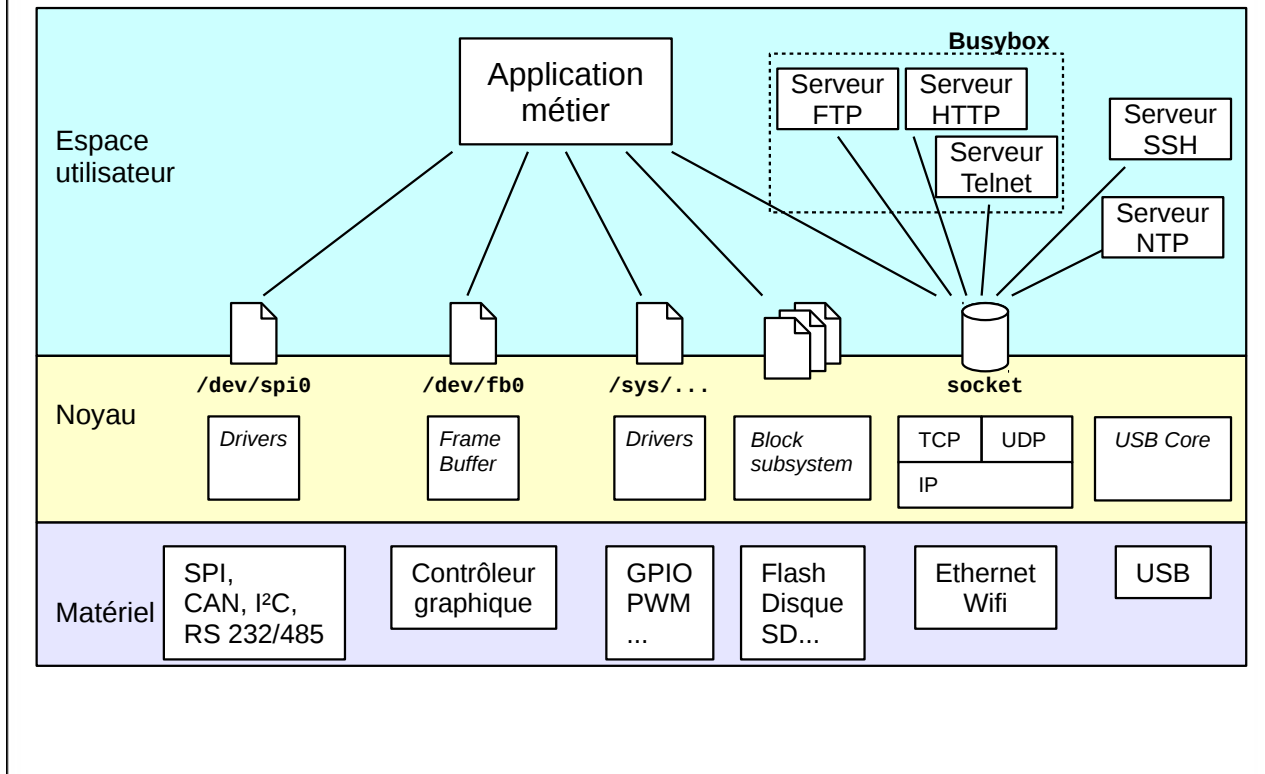 Espace
utilisateur
Application
métier
Busybox
Serveur
FTP
Serveur
HTTP
Serveur
Telnet
Serveur
SSH
Serveur
NTP
Noyau
/dev/spi0
/dev/fb0
/sys/...
socket
Drivers
Frame
Buffer
Drivers
Block
subsystem
TCP
UDP
IP
USB Core
Matériel
SPI,
CAN, I²C,
RS 232/485
Contrôleur
graphique
GPIO
PWM
...
Flash
Disque
SD...
Ethernet
Wifi
USB